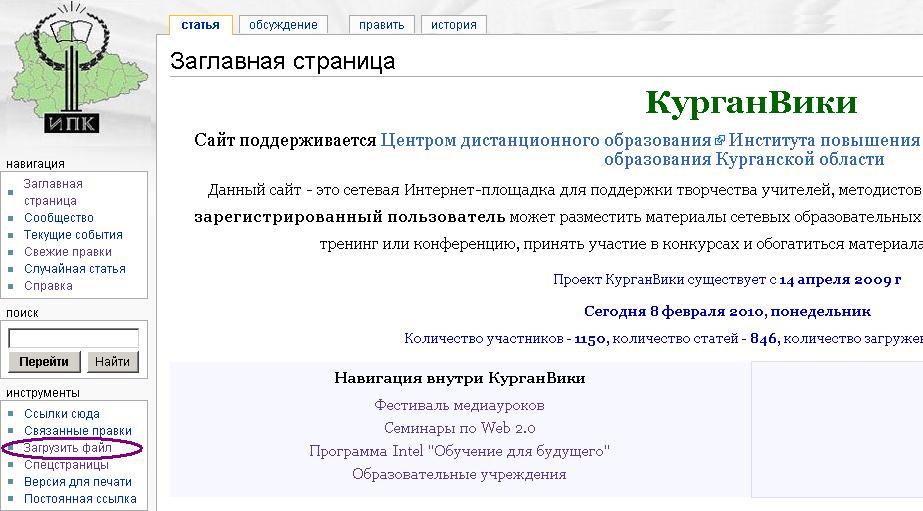 статья
обсуждение
править
история
Заглавная страница
КурганВики
Сайт поддерживается Центром дистанционного образования Института повышения
образования Курганской области
Данный сайт - это сетевая Интернет-площадка для поддержки творчества учителей, методистов
зарегистрированный пользователь может разместить материалы сетевых образовательных
тренинг или конференцию, принять участие в конкурсах и обогатиться материала
Проект КурганВики существует с 14 апреля 2009 г
Сегодня 8 февраля 2010, понедельник
Количество участников - 1150, количество статей - 846, количество загруже
Навигация внутри КурганВики
Фестиваль медиауроков
Семинары по Web 2.0
Программа Intel "Обучение для будущего"
Образовательные учреждения
ИПК
навигация
Заглавная
страница
Сообщество
Текущие события
Свежие правки
Случайная статья
Справка
поиск
Перейти
Найти
инструменты
Ссылки сюда
Связанные правки
Загрузить файл
Спецстраницы
Версия для печати
Постоянная ссылка